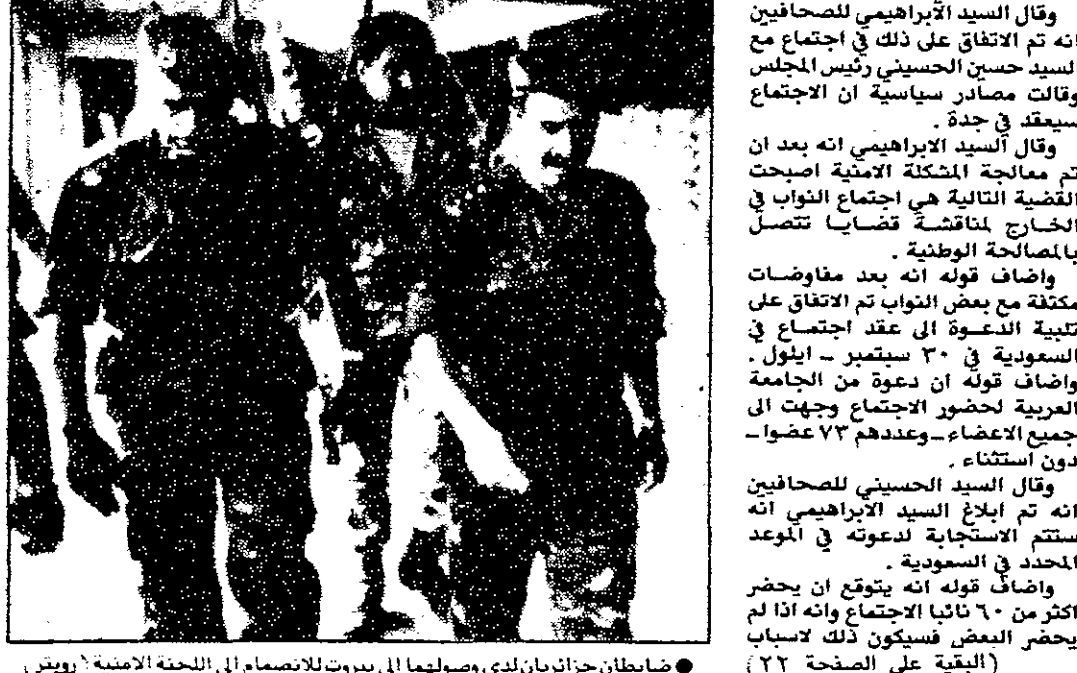 وقال السيد الابراهيمي للصحافيين
انه تم الاتفاق على ذلك في اجتماع مع
السيد حسين الحسيني رئيس المجلس
وقالت مصادر سياسية ان الاجتماع
سيعقد في جدة .
وقال السيد الابراهيمي انه بعد ان
تم معالجة المشكلة الامنية اصبحت
القضية التالية هي اجتماع النواب في
الخارج لمناقشة قضايا تتصل
بالمصالحة الوطنية .
واضاف قوله انه بعد مفاوضات
مكثفة مع بعض النواب تم الاتفاق على
تلبية الدعوة الى عقد اجتماع في
السعودية في ٣٠ سبتمبر - ايلول .
واضاف قوله ان دعوة من الجامعة
العربية لحضور الاجتماع وجهت الى
جميع الاعضاء - وعددهم ٧٣ عضوا -
دون استثناء .
وقال السيد الحسيني للصحافيين
انه تم ابلاغ السيد الابراهيمي انه
ستتم الاستجابة لدعوته في الموعد
المحدد في السعودية .
واضاف قوله انه يتوقع ان يحضر
اكثر من ٦٠ نائبا الاجتماع وانه اذا لم
يحضر البعض فسيكون ذلك لاسباب
(البقية على الصفحة ٢٢)
● ضابطان جزائريان لدى وصولهما الى بيروت للانضمام الى اللجنة الامنية (رويتر)